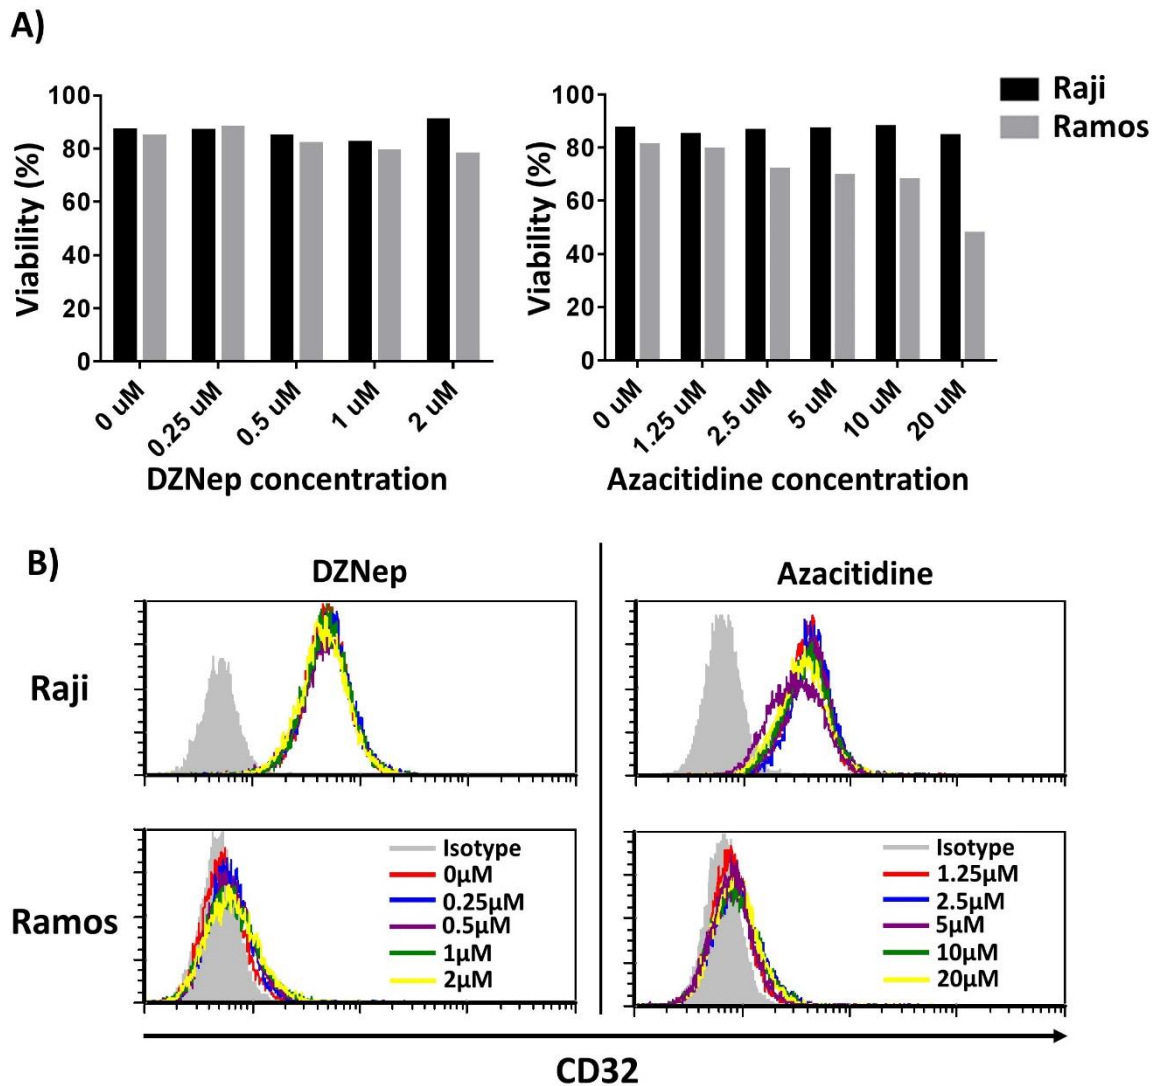 A)
100
80
60
40
20
0
Viability (%)
0 uM
0.25 uM
0.5 uM
1 uM
2 uM
DZNep concentration
100
80
60
40
20
0
Viability (%)
0 uM
1.25 uM
2.5 uM
5 uM
10 uM
20 uM
Azacitidine concentration
Raji
Ramos
B)
DZNep
Azacitidine
Raji
Ramos
Isotype
0µM
0.25µM
0.5µM
1µM
2µM
Isotype
1.25µM
2.5µM
5µM
10µM
20µM
CD32